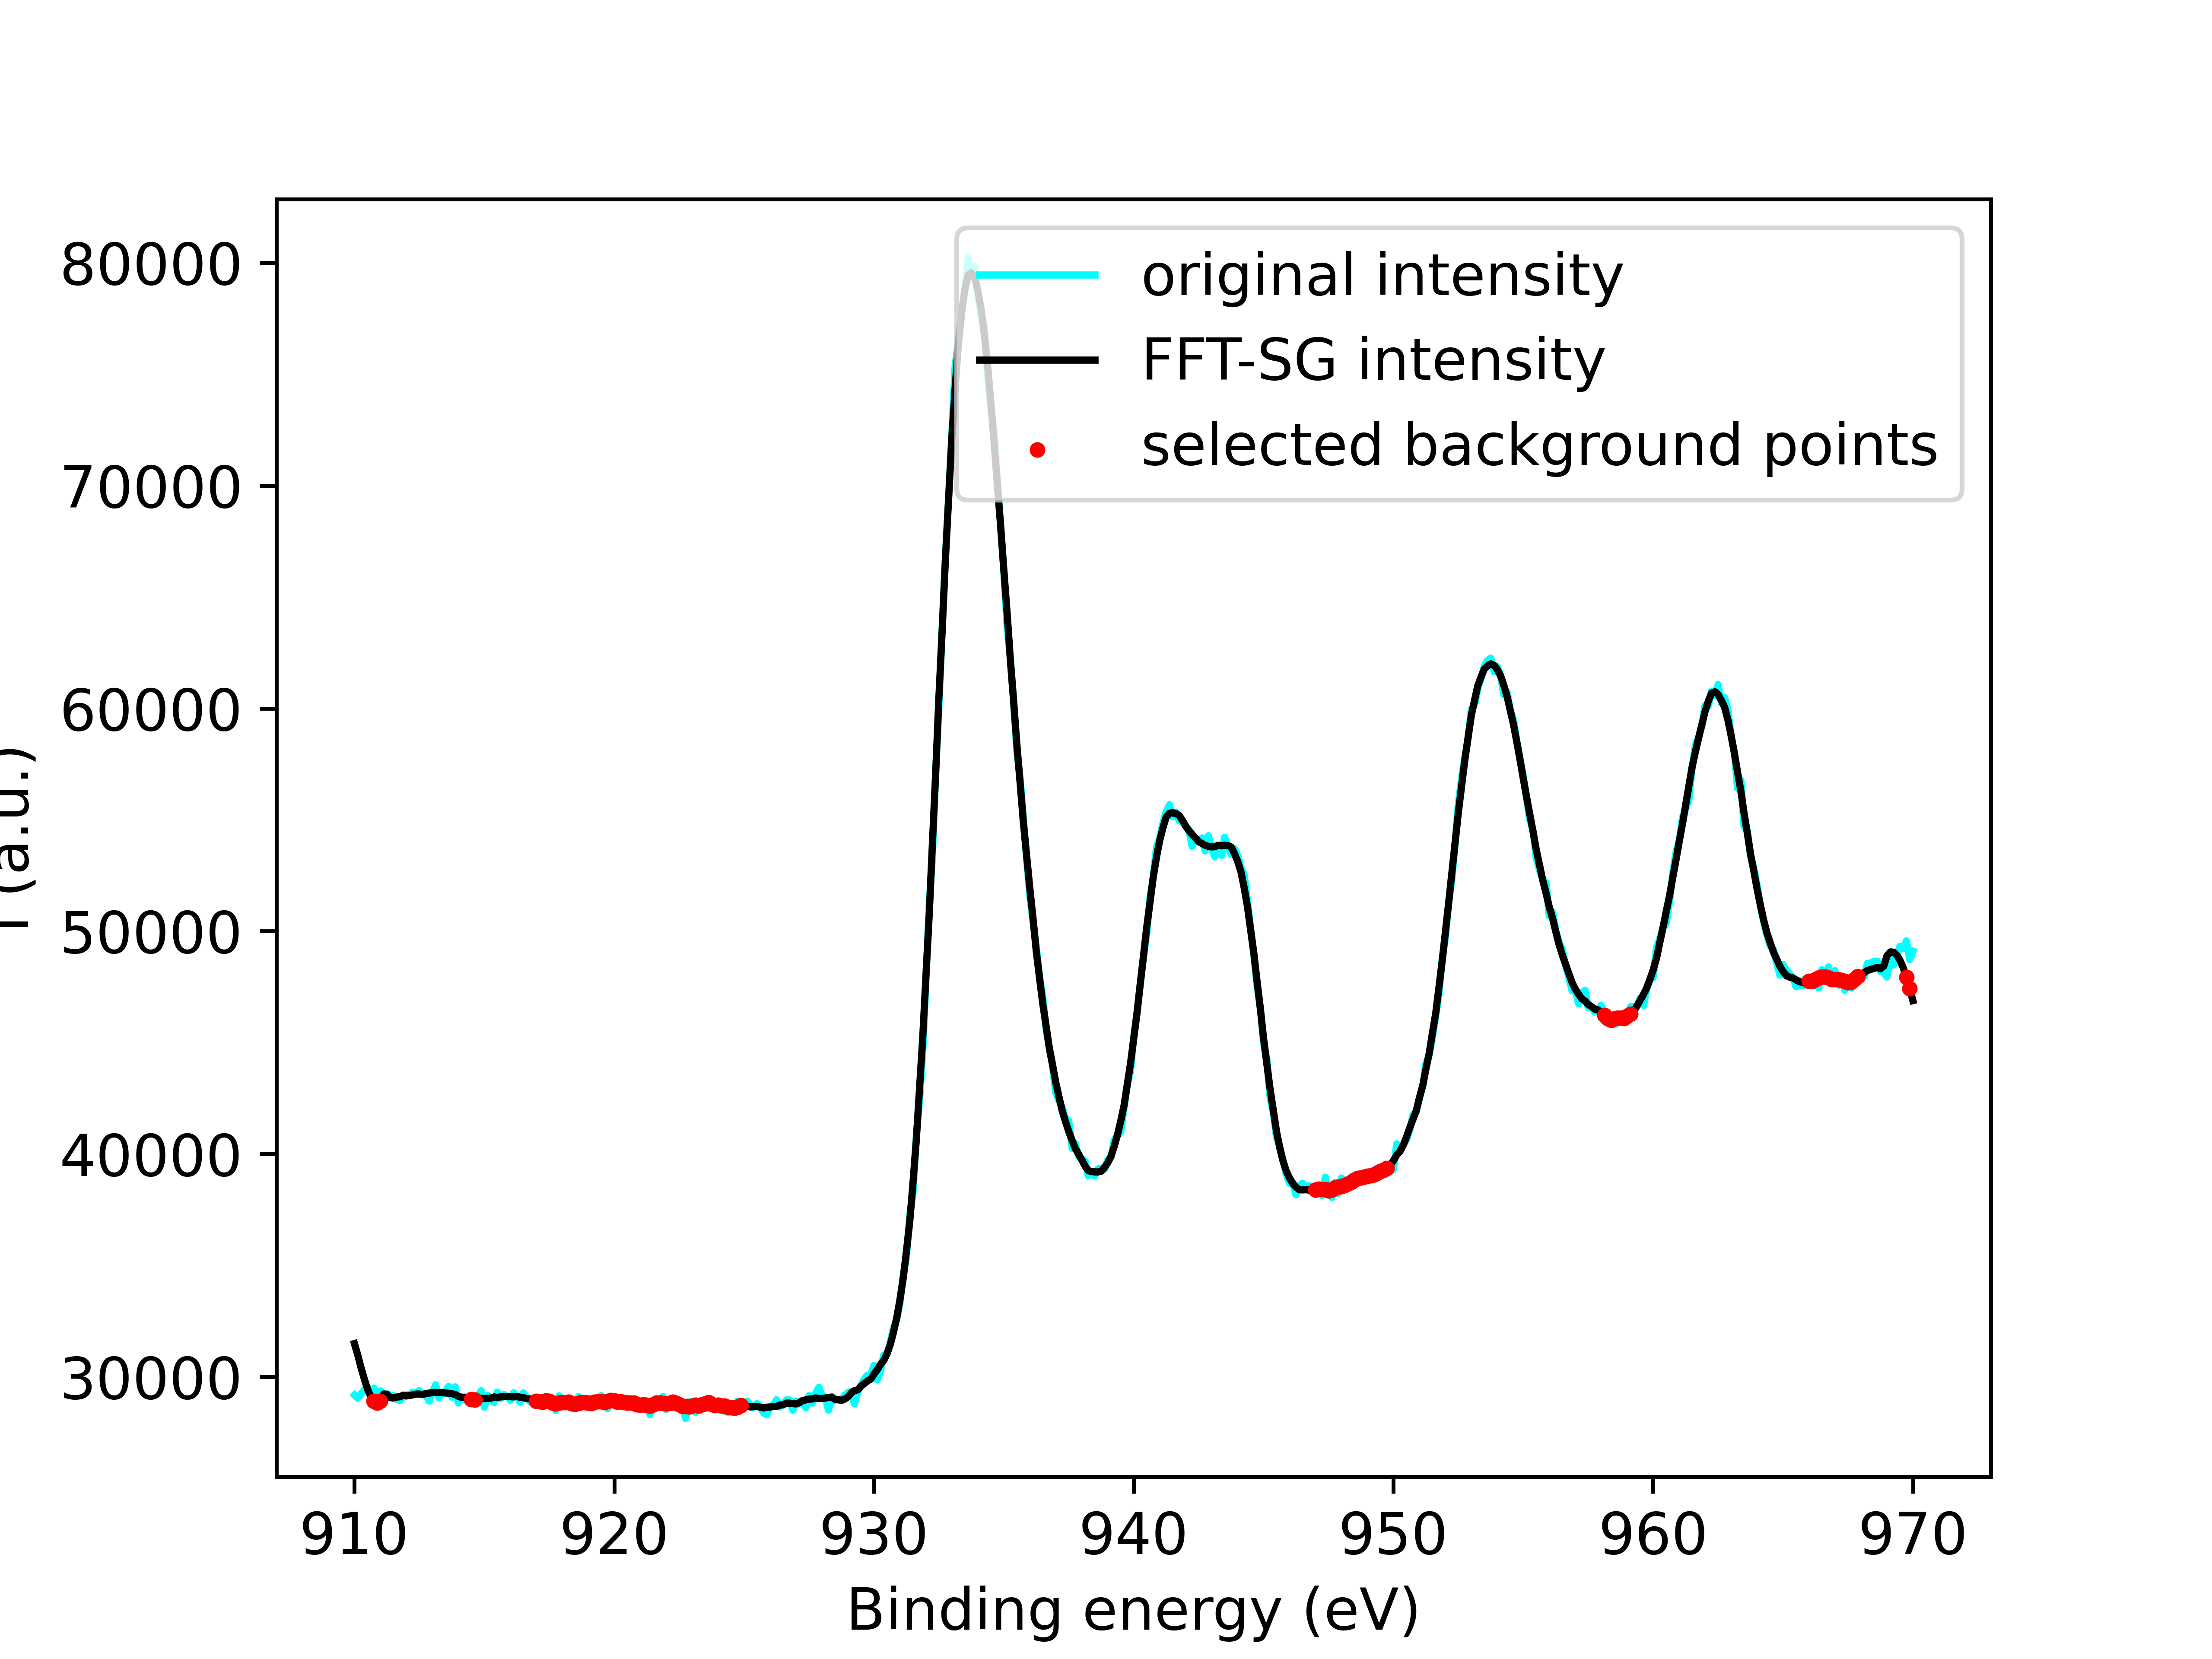 original intensity
FFT-SG intensity
selected background points
80000
70000
60000
50000
40000
30000
(a.u.)
910 920 930 940 950 960 970
Binding energy (eV)